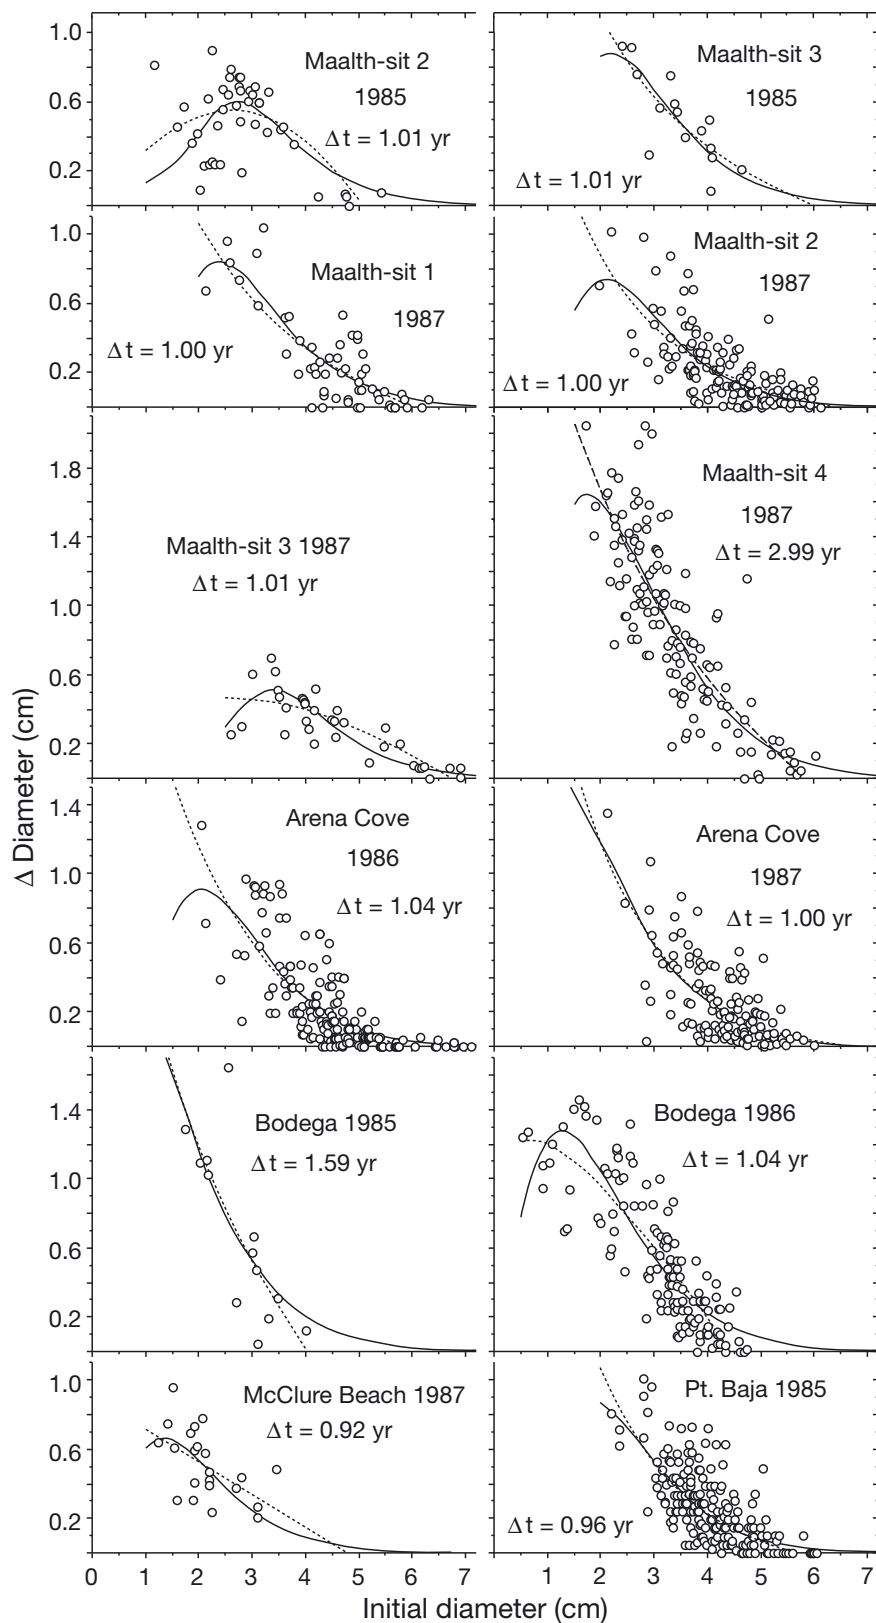 1.0
0.6
0.2
Maalth-sit 2
1985
Δt = 1.01 yr
Maalth-sit 3
1985
Δt = 1.01 yr
1.0
0.6
0.2
Maalth-sit 1
1987
Δt = 1.00 yr
Maalth-sit 2
1987
Δt = 1.00 yr
1.8
1.4
1.0
0.6
0.2
Maalth-sit 3 1987
Δt = 1.01 yr
Maalth-sit 4
1987
Δt = 2.99 yr
Δ Diameter (cm)
1.4
1.0
0.6
0.2
Arena Cove
1986
Δt = 1.04 yr
Arena Cove
1987
Δt = 1.00 yr
1.4
1.0
0.6
0.2
Bodega 1985
Δt = 1.59 yr
Bodega 1986
Δt = 1.04 yr
1.0
0.6
0.2
McClure Beach 1987
Δt = 0.92 yr
Pt. Baja 1985
Δt = 0.96 yr
0 1 2 3 4 5 6 7
1 2 3 4 5 6 7
Initial diameter (cm)